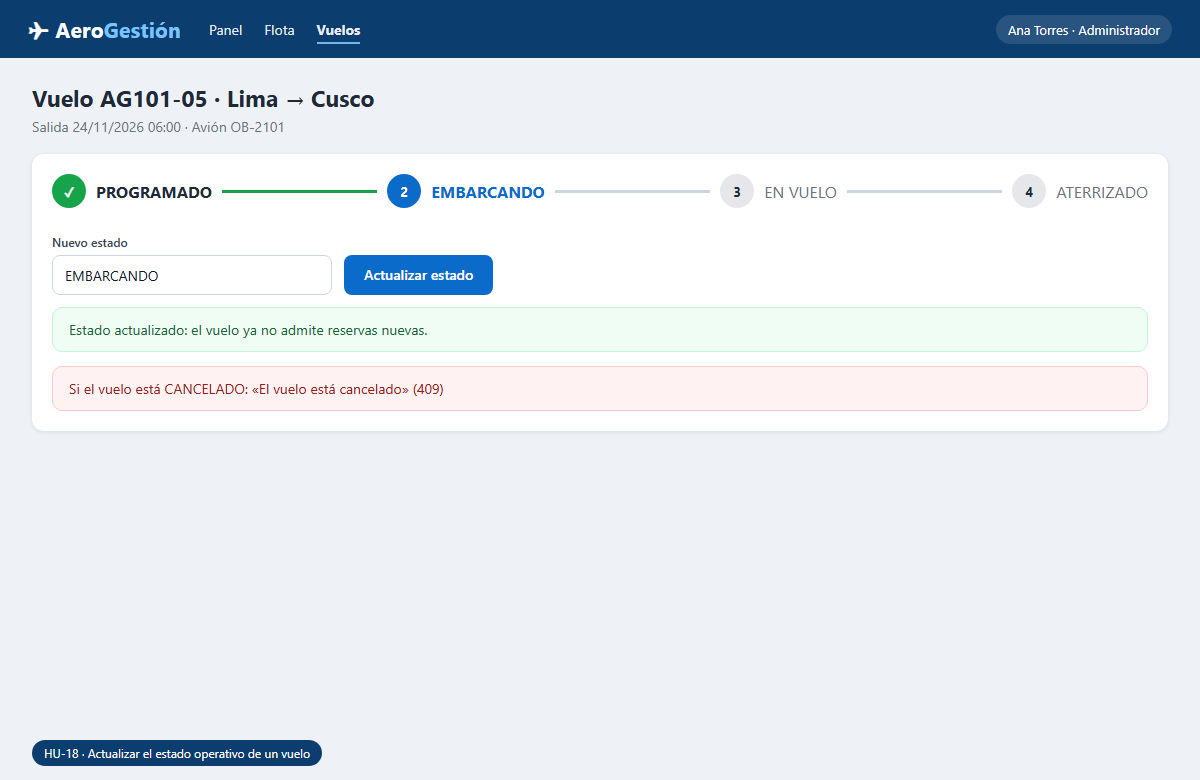 ✈ AeroGestión Panel Flota Vuelos Ana Torres · Administrador
Vuelo AG101-05 · Lima → Cusco
Salida 24/11/2026 06:00 · Avión OB-2101
✓ PROGRAMADO 2 EMBARCANDO 3 EN VUELO 4 ATERRIZADO
Nuevo estado
EMBARCANDO Actualizar estado
Estado actualizado: el vuelo ya no admite reservas nuevas.
Si el vuelo está CANCELADO: «El vuelo está cancelado» (409)
HU-18 · Actualizar el estado operativo de un vuelo